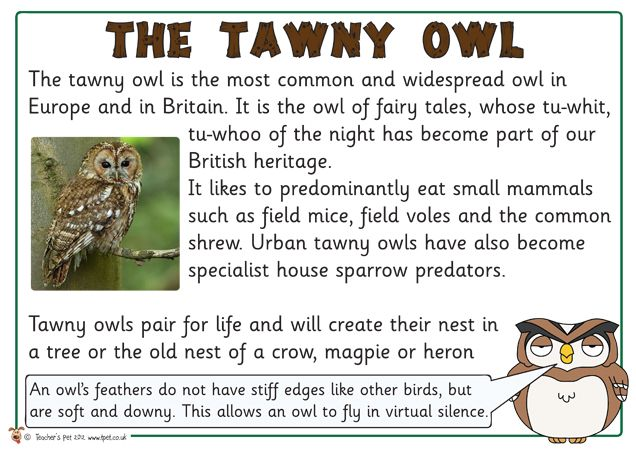 THE TAWNY OWL
The tawny owl is the most common and widespread owl in
Europe and in Britain. It is the owl of fairy tales, whose tu-whit,
tu-whoo of the night has become part of our
British heritage.
It likes to predominantly eat small mammals
such as field mice, field voles and the common
shrew. Urban tawny owls have also become
specialist house sparrow predators.
Tawny owls pair for life and will create their nest in
a tree or the old nest of a crow, magpie or heron
An owl's feathers do not have stiff edges like other birds, but
are soft and downy. This allows an owl to fly in virtual silence.
© Teacher's Pet 2012 www.tpet.co.uk